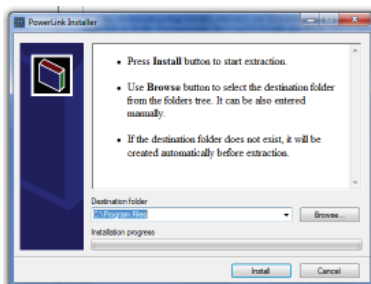 PowerLink Installer
Press Install button to start extraction.
Use Browse button to select the destination folder
from the folders tree. It can be also entered
manually.
If the destination folder does not exist, it will be
created automatically before extraction.
Destination folder
C:\Program Files
Browse...
Installation progress
Install
Cancel